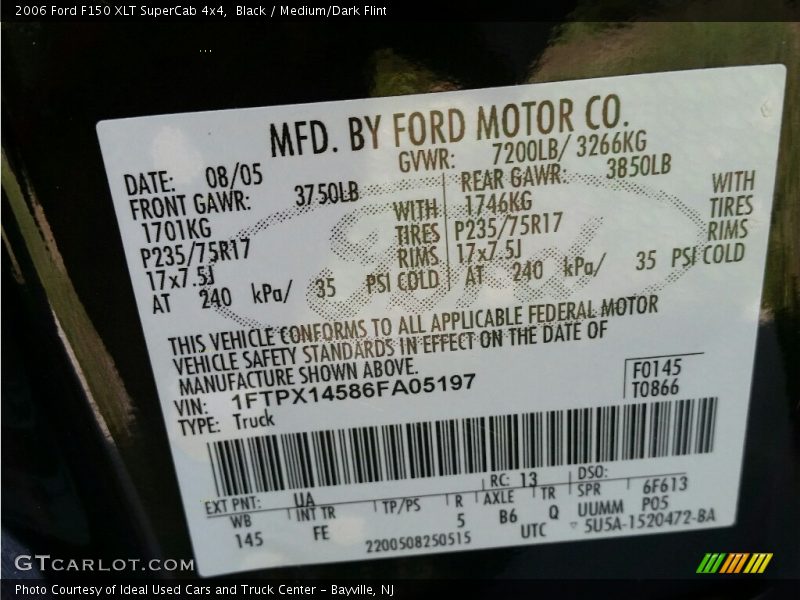 2006 Ford F150 XLT SuperCab 4x4,  Black / Medium/Dark Flint
MFD. BY FORD MOTOR CO.
DATE: 08/05 GVWR: 7200LB/ 3266KG
FRONT GAWR: 3750LB REAR GAWR: 3850LB
1701KG WITH 1746KG WITH
P235/75R17 TIRES P235/75R17 TIRES
17x7.5J RIMS 17x7.5J RIMS
AT 240 kPa/ 35 PSI COLD AT 240 kPa/ 35 PSI COLD
Ford
THIS VEHICLE CONFORMS TO ALL APPLICABLE FEDERAL MOTOR
VEHICLE SAFETY STANDARDS IN EFFECT ON THE DATE OF
MANUFACTURE SHOWN ABOVE.
VIN: 1FTPX14586FA05197
TYPE: Truck
F0145
T0866
EXT PNT: UA RC: 13 DSO:
WB INT TR TP/PS R AXLE TR SPR 6F613
145 FE 5 B6 Q UUMM P05
2200508250515 UTC 5U5A-1520472-BA
GTCARLOT.COM
Photo Courtesy of Ideal Used Cars and Truck Center - Bayville, NJ